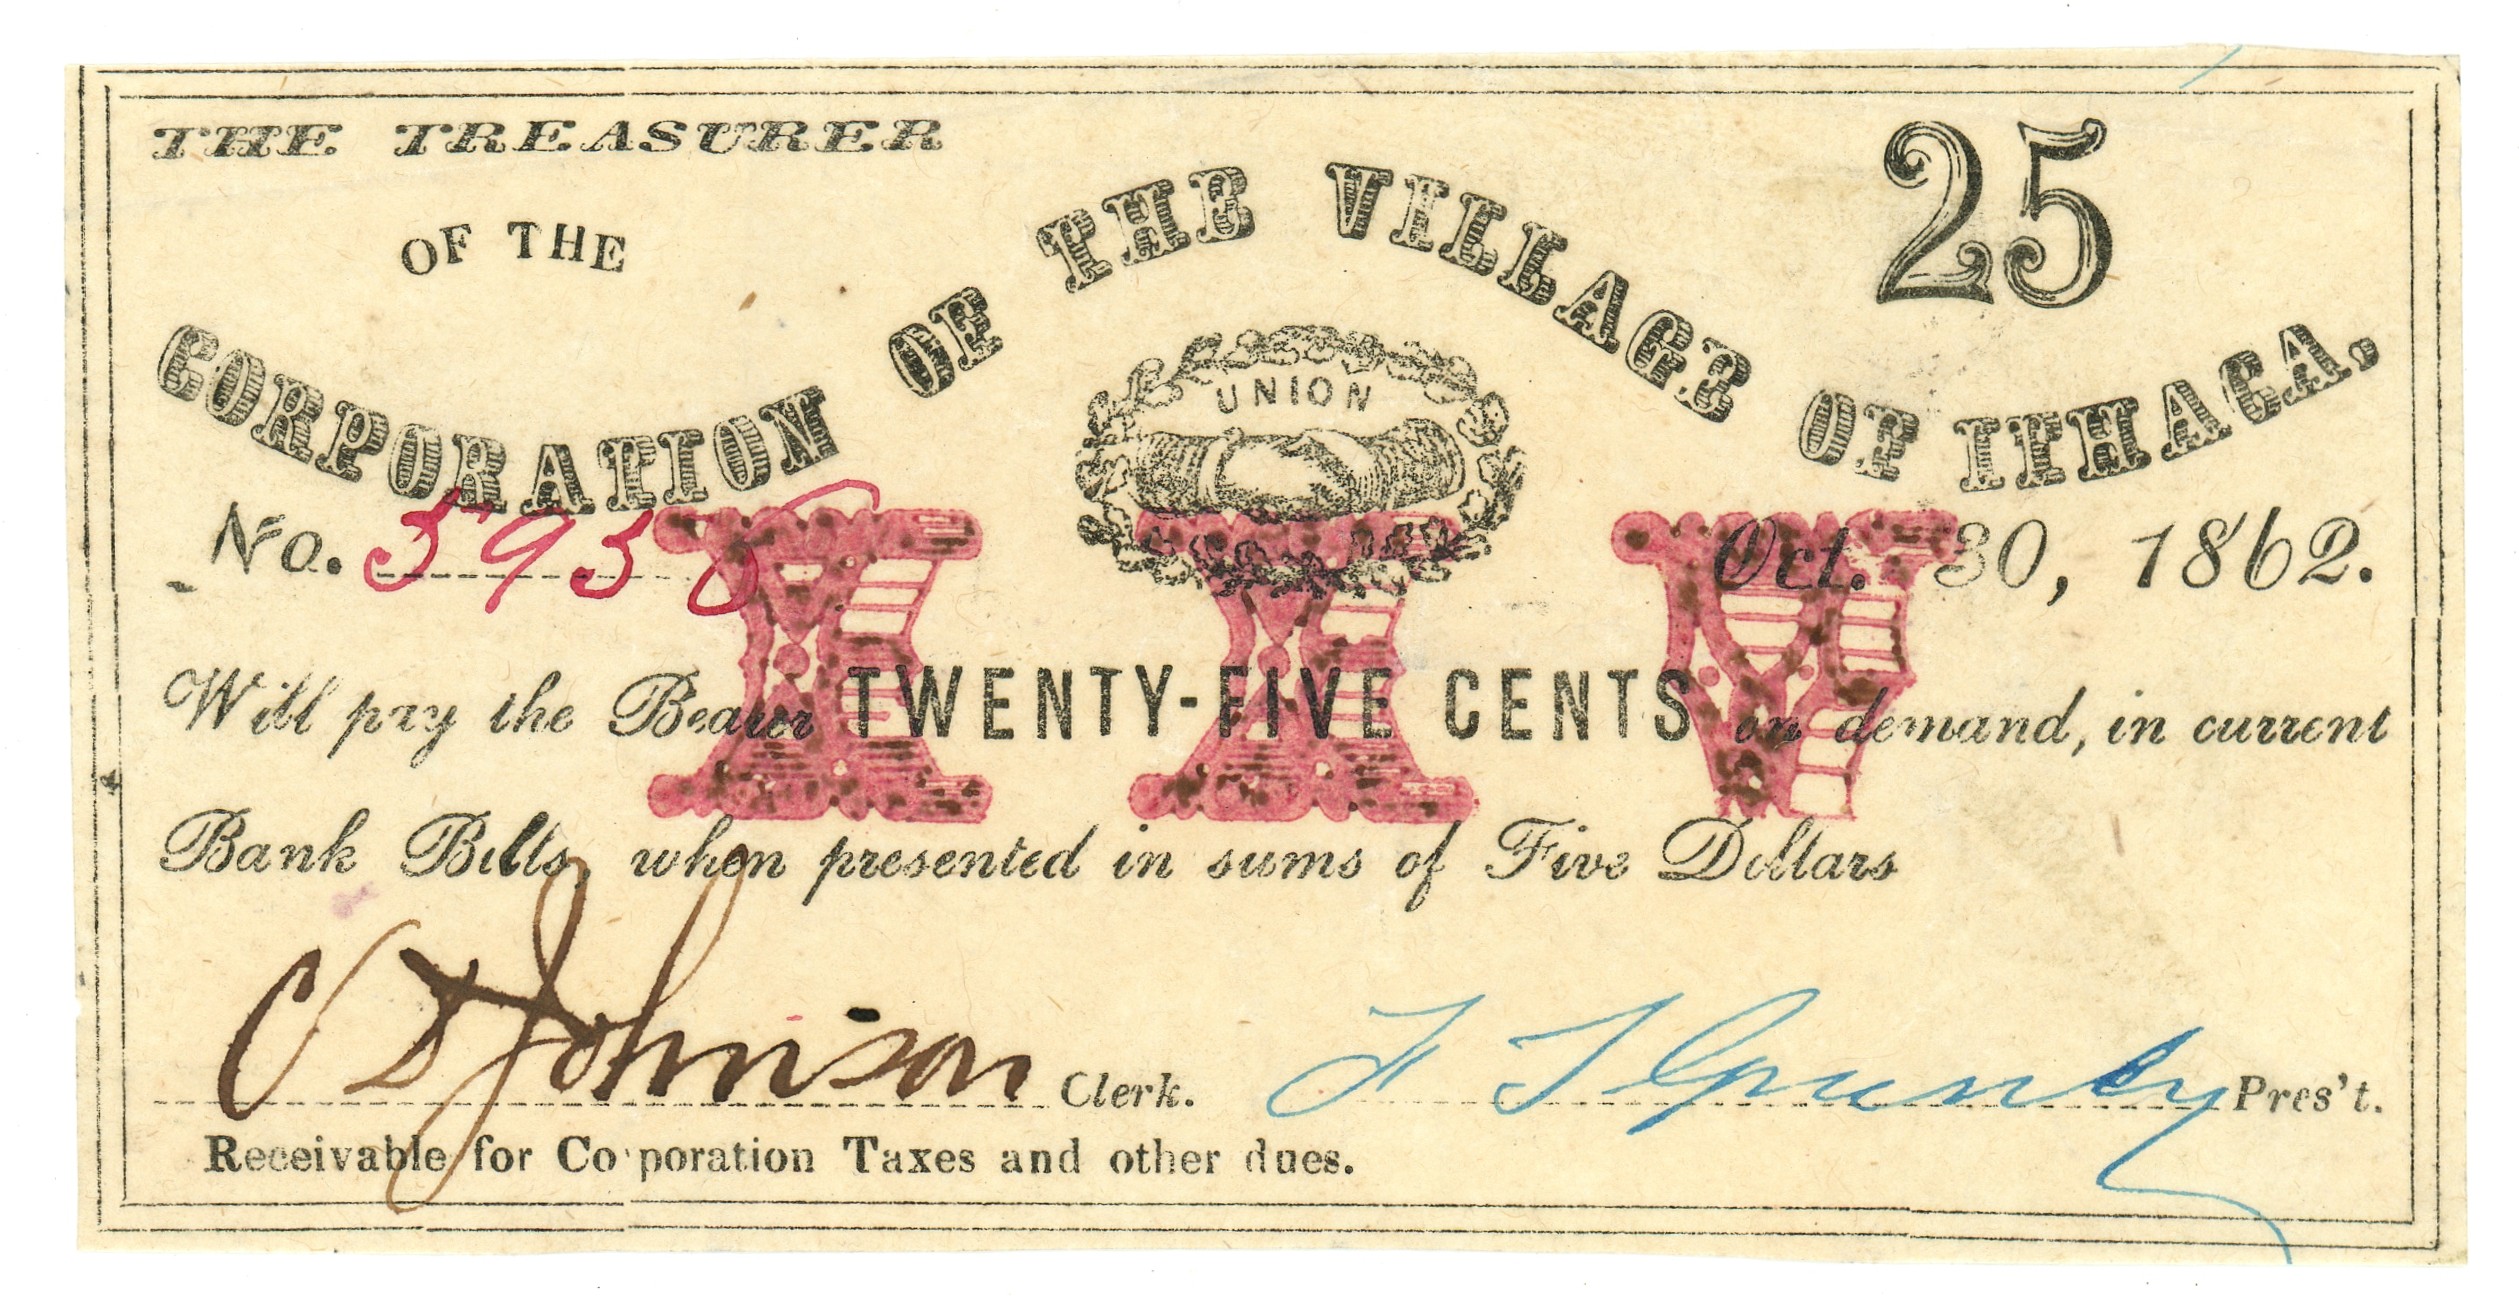 THE TREASURER
OF THE
CORPORATION OF THE VILLAGE OF ITHACA,
25
UNION
No. 5958 Oct. 30, 1862.
XXV
Will pay the Bearer TWENTY-FIVE CENTS on demand, in current
Bank Bills, when presented in sums of Five Dollars
C D Johnson Clerk. Pres't.
Receivable for Corporation Taxes and other dues.